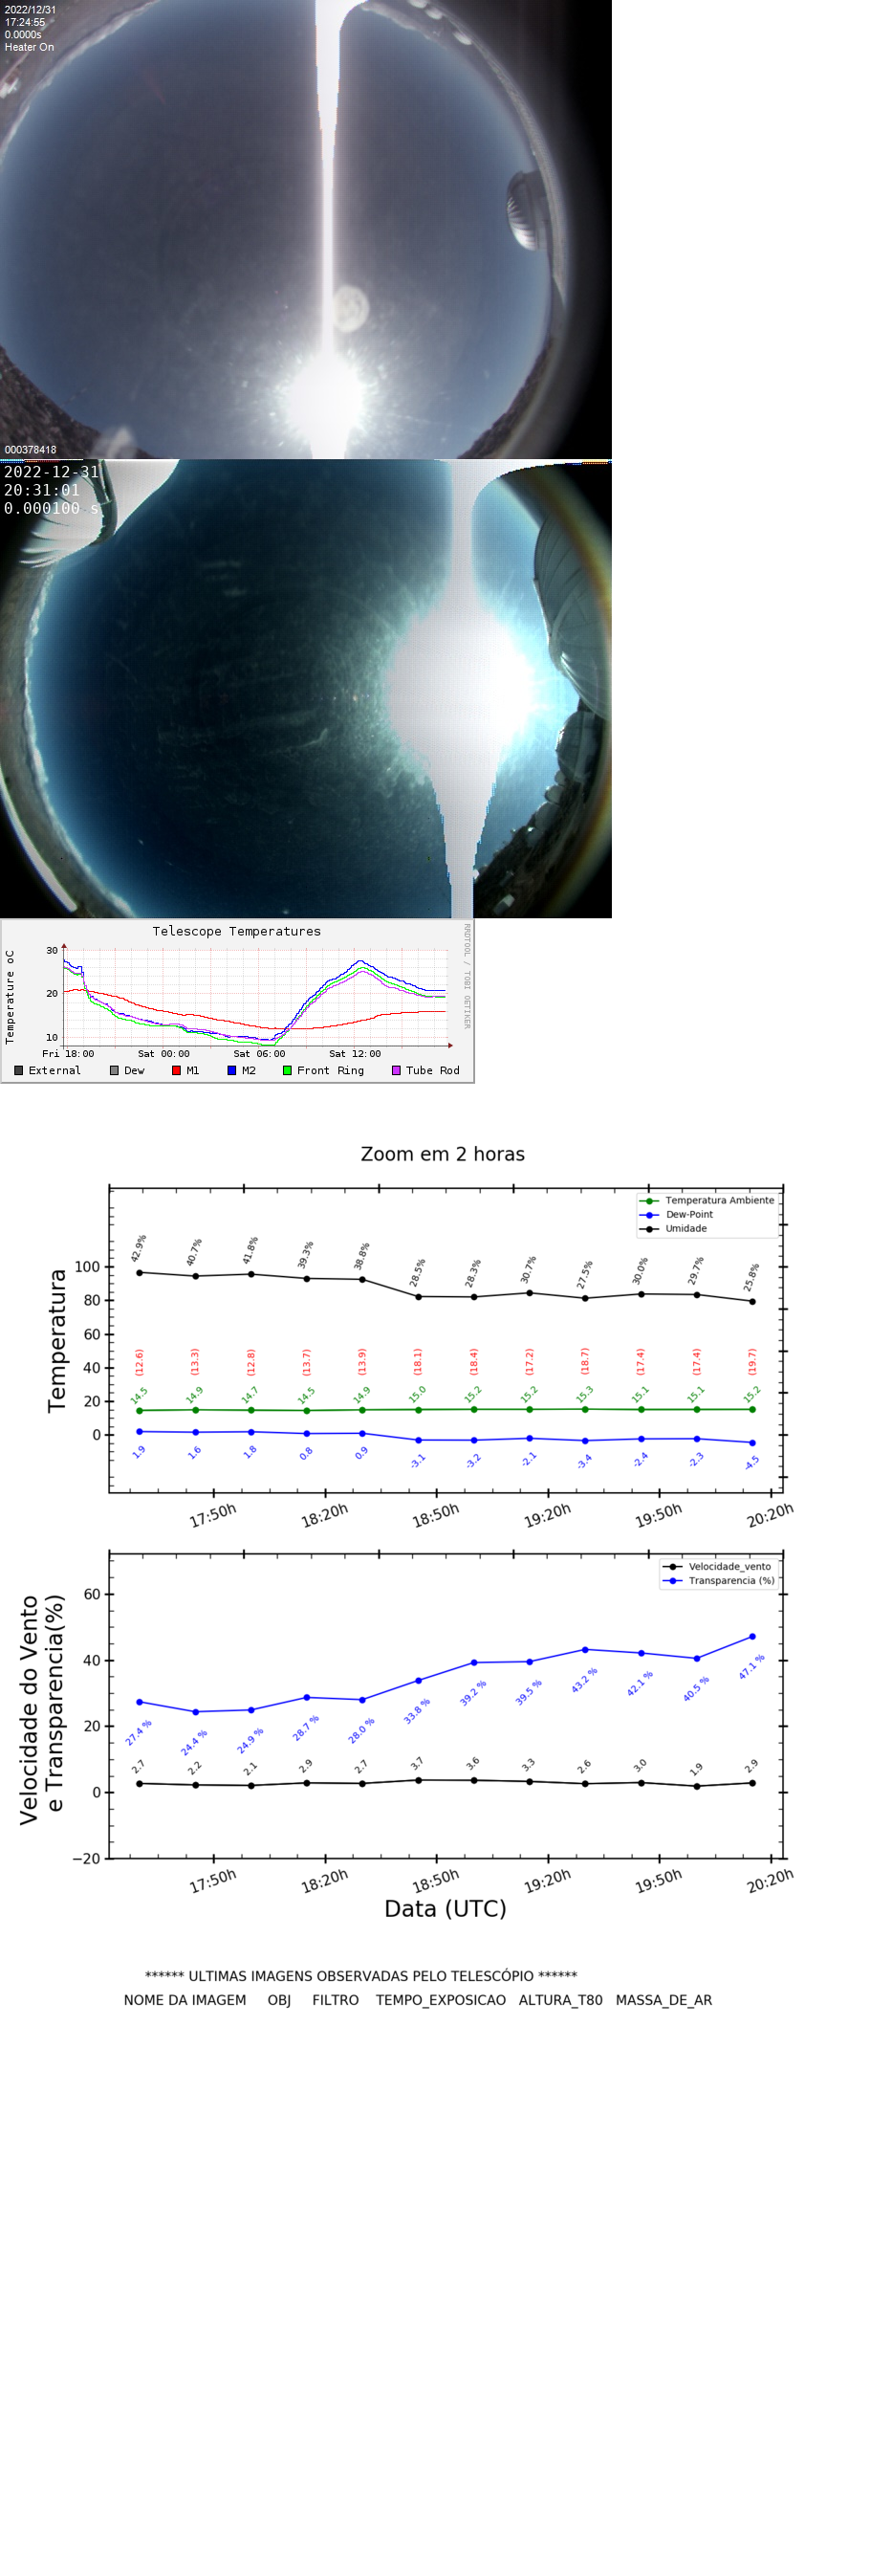 2022/12/31
17:24:55
0.0000s
Heater On
000378418
2022-12-31
20:31:01
0.000100 s
Telescope Temperatures
RRDTOOL / TOBI OETIKER
Temperature oC
30
20
10
Fri 18:00 Sat 00:00 Sat 06:00 Sat 12:00
External Dew M1 M2 Front Ring Tube Rod
Zoom em 2 horas
Temperatura Ambiente
Dew-Point
Umidade
Temperatura
100
80
60
40
20
0
42.9% 40.7% 41.8% 39.3% 38.8% 28.5% 28.3% 30.7% 27.5% 30.0% 29.7% 25.8%
(12.6) (13.3) (12.8) (13.7) (13.9) (18.1) (18.4) (17.2) (18.7) (17.4) (17.4) (19.7)
14.5 14.9 14.7 14.5 14.9 15.0 15.2 15.2 15.3 15.1 15.1 15.2
1.9 1.6 1.8 0.8 0.9 -3.1 -3.2 -2.1 -3.4 -2.4 -2.3 -4.5
17:50h 18:20h 18:50h 19:20h 19:50h 20:20h
Velocidade_vento
Transparencia (%)
Velocidade do Vento
e Transparencia(%)
60
40
20
0
−20
27.4 % 24.4 % 24.9 % 28.7 % 28.0 % 33.8 % 39.2 % 39.5 % 43.2 % 42.1 % 40.5 % 47.1 %
2.7 2.2 2.1 2.9 2.7 3.7 3.6 3.3 2.6 3.0 1.9 2.9
17:50h 18:20h 18:50h 19:20h 19:50h 20:20h
Data (UTC)
****** ULTIMAS IMAGENS OBSERVADAS PELO TELESCÓPIO ******
NOME DA IMAGEM OBJ FILTRO TEMPO_EXPOSICAO ALTURA_T80 MASSA_DE_AR